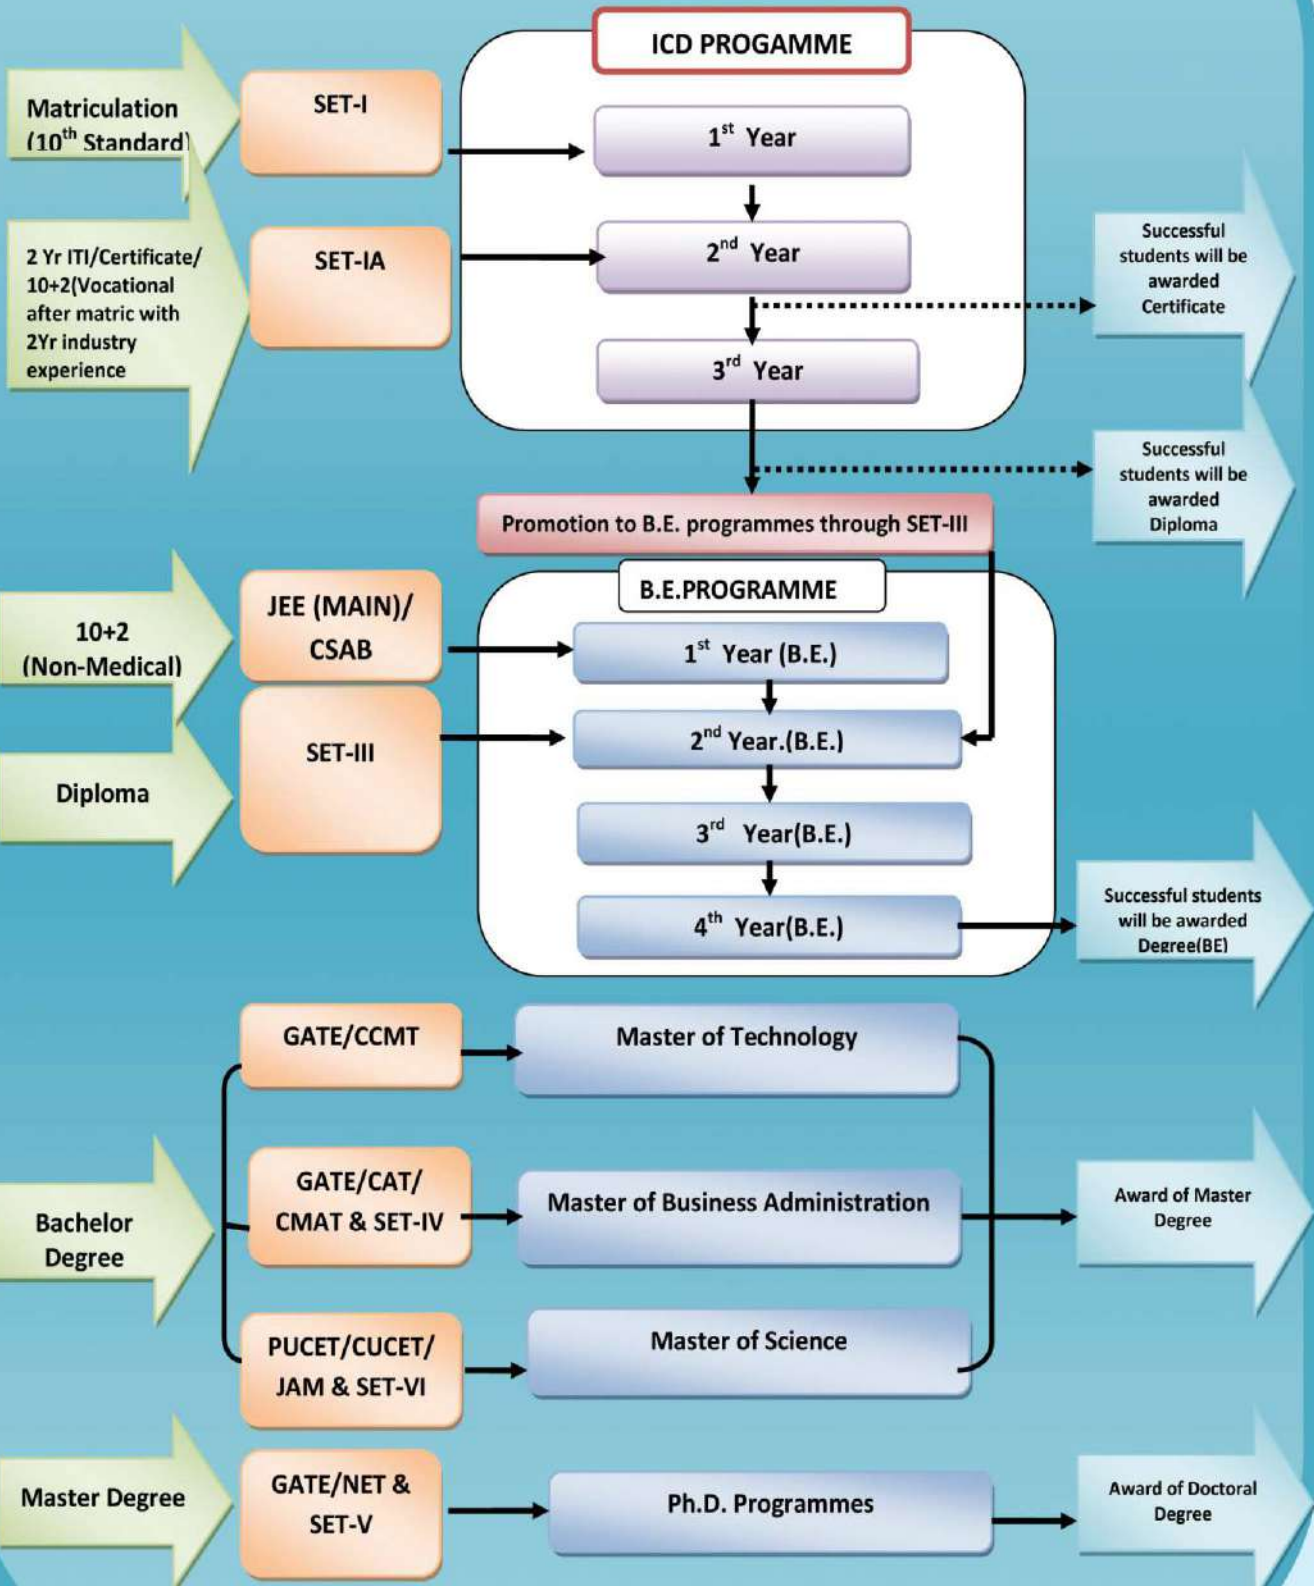 ICD PROGAMME
Matriculation
(10th Standard)
SET-I
1st Year
2 Yr ITI/Certificate/
10+2(Vocational
after matric with
2Yr industry
experience
SET-IA
2nd Year
Successful
students will be
awarded
Certificate
3rd Year
Successful
students will be
awarded
Diploma
Promotion to B.E. programmes through SET-III
B.E.PROGRAMME
10+2
(Non-Medical)
JEE (MAIN)/
CSAB
1st Year (B.E.)
Diploma
SET-III
2nd Year.(B.E.)
3rd Year(B.E.)
4th Year(B.E.)
Successful students
will be awarded
Degree(BE)
Bachelor
Degree
GATE/CCMT
Master of Technology
GATE/CAT/
CMAT & SET-IV
Master of Business Administration
PUCET/CUCET/
JAM & SET-VI
Master of Science
Award of Master
Degree
Master Degree
GATE/NET &
SET-V
Ph.D. Programmes
Award of Doctoral
Degree